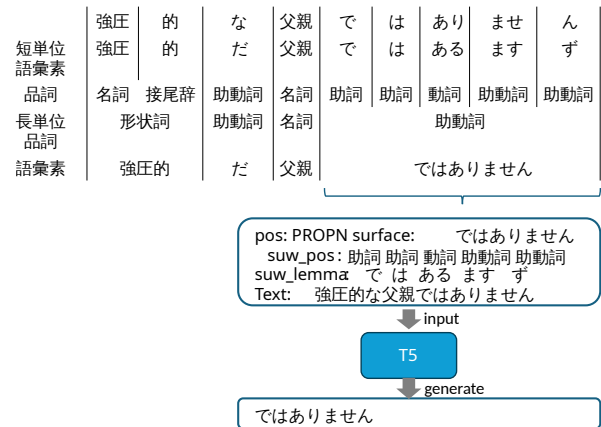 強圧 的 な 父親 で は あり ませ ん
短単位 強圧 的 だ 父親 で は ある ます ず
語彙素
品詞 名詞 接尾辞 助動詞 名詞 助詞 助詞 動詞 助動詞 助動詞
長単位 形状詞 助動詞 名詞 助動詞
品詞
語彙素 強圧的 だ 父親 ではありません
pos: PROPN surface: ではありません
suw_pos: 助詞 助詞 動詞 助動詞 助動詞
suw_lemma: で は ある ます ず
Text: 強圧的な父親ではありません
input
T5
generate
ではありません